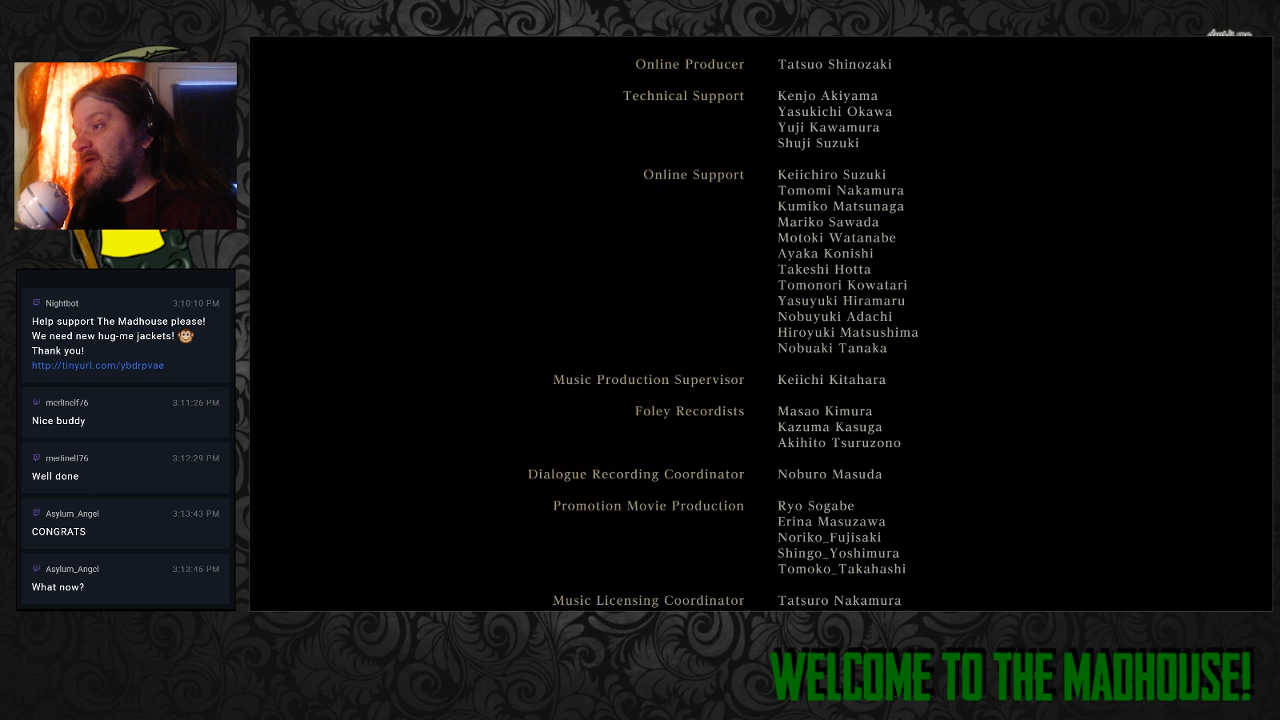 Online Producer Tatsuo Shinozaki
Technical Support Kenjo Akiyama
Yasukichi Okawa
Yuji Kawamura
Shuji Suzuki
Online Support Keiichiro Suzuki
Tomomi Nakamura
Kumiko Matsunaga
Mariko Sawada
Motoki Watanabe
Ayaka Konishi
Takeshi Hotta
Tomonori Kowatari
Yasuyuki Hiramaru
Nobuyuki Adachi
Hiroyuki Matsushima
Nobuaki Tanaka
Music Production Supervisor Keiichi Kitahara
Foley Recordists Masao Kimura
Kazuma Kasuga
Akihito Tsuruzono
Dialogue Recording Coordinator Noburo Masuda
Promotion Movie Production Ryo Sogabe
Erina Masuzawa
Noriko_Fujisaki
Shingo_Yoshimura
Tomoko_Takahashi
Music Licensing Coordinator Tatsuro Nakamura
Nightbot 3:10:10 PM
Help support The Madhouse please!
We need new hug-me jackets!
Thank you!
http://tinyurl.com/ybdrpvae
merlinelf76 3:11:26 PM
Nice buddy
merlinelf76 3:12:29 PM
Well done
Asylum_Angel 3:13:43 PM
CONGRATS
Asylum_Angel 3:13:46 PM
What now?
WELCOME TO THE MADHOUSE!